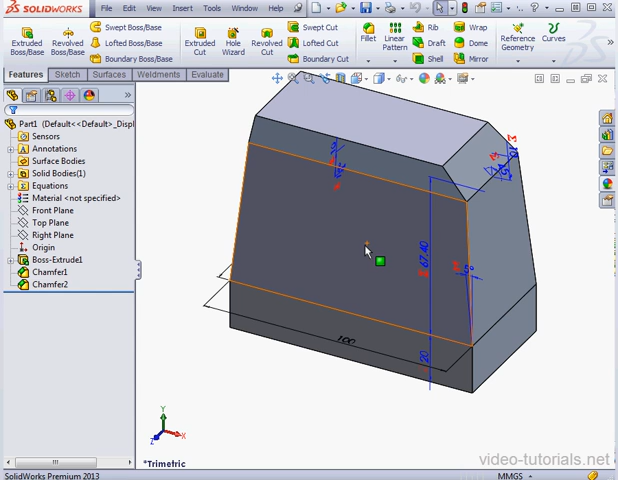 SOLIDWORKS
File Edit View Insert Tools Window Help
Extruded Boss/Base
Revolved Boss/Base
Swept Boss/Base
Lofted Boss/Base
Boundary Boss/Base
Extruded Cut
Hole Wizard
Revolved Cut
Swept Cut
Lofted Cut
Boundary Cut
Fillet
Linear Pattern
Rib
Draft
Shell
Wrap
Dome
Mirror
Reference Geometry
Curves
Features Sketch Surfaces Weldments Evaluate
Part1 (Default<<Default>_Displ
Sensors
Annotations
Surface Bodies
Solid Bodies(1)
Equations
Material <not specified>
Front Plane
Top Plane
Right Plane
Origin
Boss-Extrude1
Chamfer1
Chamfer2
67.40
100
20
Y
X
Z
*Trimetric
video-tutorials.net
SolidWorks Premium 2013
MMGS